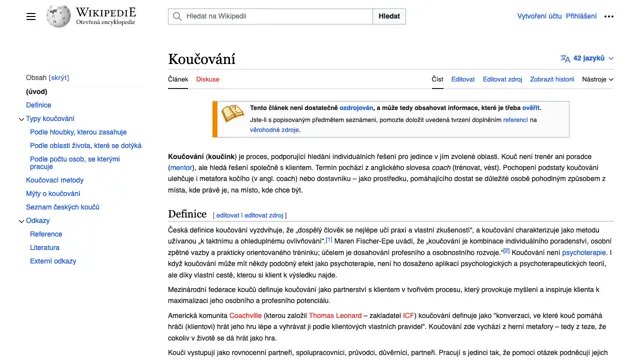 WIKIPEDIE
Otevřená encyklopedie
Hledat na Wikipedii
Hledat
Vytvoření účtu Přihlášení
Obsah [skrýt]
(úvod)
Definice
Typy koučování
Podle hloubky, kterou zasahuje
Podle oblasti života, které se dotýká
Podle počtu osob, se kterými
pracuje
Koučovací metody
Mýty o koučování
Seznam českých koučů
Odkazy
Reference
Literatura
Externí odkazy
Koučování
42 jazyků
Článek Diskuse
Číst Editovat Editovat zdroj Zobrazit historii Nástroje
Tento článek není dostatečně ozdrojován, a může tedy obsahovat informace, které je třeba ověřit.
Jste-li s popisovaným předmětem seznámeni, pomozte doložit uvedená tvrzení doplněním referencí na
věrohodné zdroje.
Koučování (koučink) je proces, podporující hledání individuálních řešení pro jedince v jím zvolené oblasti. Kouč není trenér ani poradce
(mentor), ale hledá řešení společně s klientem. Termín pochází z anglického slovesa coach (trénovat, vést). Pochopení podstaty koučování
ulehčuje i metafora kočího (v angl. coach) nebo dostavníku – jako prostředku, pomáhajícího dostat se důležité osobě pohodlným způsobem z
místa, kde právě je, na místo, kde chce být.
Definice [ editovat | editovat zdroj ]
Česká definice koučování vyzdvihuje, že „dospělý člověk se nejlépe učí praxí a vlastní zkušeností", a koučování charakterizuje jako metodu
užívanou „k taktnímu a ohleduplnému ovlivňování".[1] Maren Fischer-Epe uvádí, že „koučování je kombinace individuálního poradenství, osobní
zpětné vazby a prakticky orientovaného tréninku; účelem je dosahování profesního a osobnostního rozvoje."[2] Koučování není psychoterapie. I
když koučování může mít někdy podobný efekt jako psychoterapie, není ho dosaženo aplikací psychologických a psychoterapeutických teorií,
ale díky vlastní cestě, kterou si klient k výsledku najde.
Mezinárodní federace koučů definuje koučování jako partnerství s klientem v tvořivém procesu, který provokuje myšlení a inspiruje klienta k
maximalizaci jeho osobního a profesního potenciálu.
Americká komunita Coachville (kterou založil Thomas Leonard – zakladatel ICF) koučování definuje jako "konverzaci, ve které kouč pomáhá
hráči (klientovi) hrát jeho hru lépe a vyhrávat ji podle klientových vlastních pravidel". Koučování zde vychází z herní metafory – tedy z teze, že
cokoliv v životě se dá hrát jako hra.
Kouči vystupují jako rovnocenní partneři, spolupracovníci, průvodci, důvěrníci, partneři. Pracují s jedinci tak, že pomocí otázek podněcují jejich